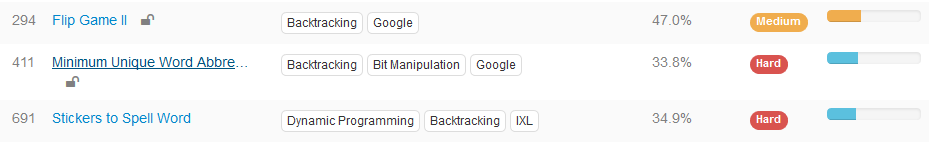 294 Flip Game II Backtracking Google 47.0% Medium
411 Minimum Unique Word Abbre... Backtracking Bit Manipulation Google 33.8% Hard
691 Stickers to Spell Word Dynamic Programming Backtracking IXL 34.9% Hard